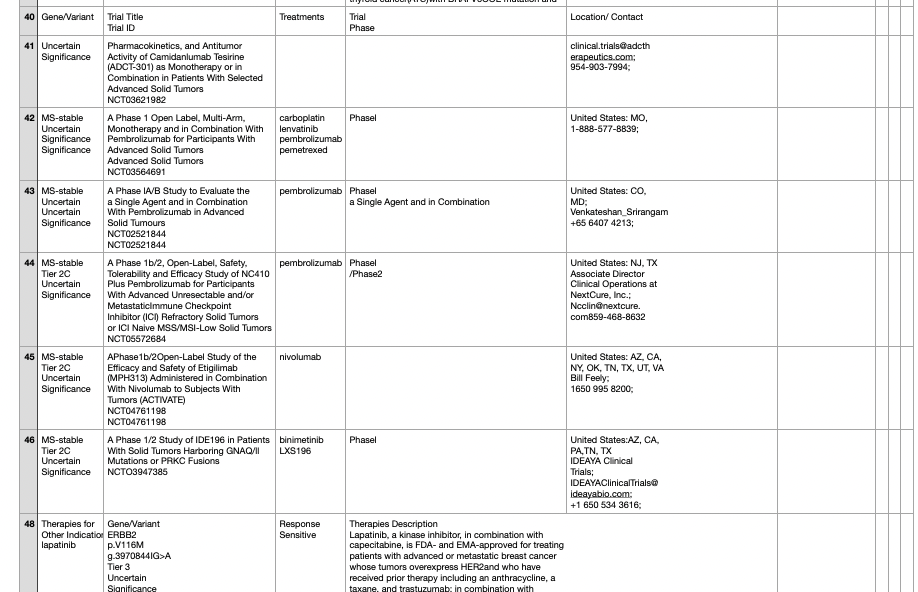 thyroid cancer(ATC)with BRAF V600E mutation and
40 Gene/Variant Trial Title Treatments Trial Location/ Contact
Trial ID Phase
41 Uncertain
Significance
Pharmacokinetics, and Antitumor
Activity of Camidanlumab Tesirine
(ADCT-301) as Monotherapy or in
Combination in Patients With Selected
Advanced Solid Tumors
NCT03621982
clinical.trials@adcth
erapeutics.com;
954-903-7994;
42 MS-stable
Uncertain
Significance
Significance
A Phase 1 Open Label, Multi-Arm,
Monotherapy and in Combination With
Pembrolizumab for Participants With
Advanced Solid Tumors
Advanced Solid Tumors
NCT03564691
carboplatin
lenvatinib
pembrolizumab
pemetrexed
PhaseI
United States: MO,
1-888-577-8839;
43 MS-stable
Uncertain
Uncertain
Significance
A Phase IA/B Study to Evaluate the
a Single Agent and in Combination
With Pembrolizumab in Advanced
Solid Tumours
NCT02521844
NCT02521844
pembrolizumab
PhaseI
a Single Agent and in Combination
United States: CO,
MD;
Venkateshan_Srirangam
+65 6407 4213;
44 MS-stable
Tier 2C
Uncertain
Significance
A Phase 1b/2, Open-Label, Safety,
Tolerability and Efficacy Study of NC410
Plus Pembrolizumab for Participants
With Advanced Unresectable and/or
MetastaticImmune Checkpoint
Inhibitor (ICI) Refractory Solid Tumors
or ICI Naive MSS/MSI-Low Solid Tumors
NCT05572684
pembrolizumab
PhaseI
/Phase2
United States: NJ, TX
Associate Director
Clinical Operations at
NextCure, Inc.;
Ncclin@nextcure.
com859-468-8632
45 MS-stable
Tier 2C
Uncertain
Significance
APhase1b/2Open-Label Study of the
Efficacy and Safety of Etigilimab
(MPH313) Administered in Combination
With Nivolumab to Subjects With
Tumors (ACTIVATE)
NCT04761198
NCT04761198
nivolumab
United States: AZ, CA,
NY, OK, TN, TX, UT, VA
Bill Feely;
1650 995 8200;
46 MS-stable
Tier 2C
Uncertain
Significance
A Phase 1/2 Study of IDE196 in Patients
With Solid Tumors Harboring GNAQ/ll
Mutations or PRKC Fusions
NCTO3947385
binimetinib
LXS196
PhaseI
United States:AZ, CA,
PA,TN, TX
IDEAYA Clinical
Trials;
IDEAYAClinicalTrials@
ideayabio.com;
+1 650 534 3616;
48 Therapies for
Other Indication
lapatinib
Gene/Variant
ERBB2
p.V116M
g.3970844IG>A
Tier 3
Uncertain
Significance
Response
Sensitive
Therapies Description
Lapatinib, a kinase inhibitor, in combination with
capecitabine, is FDA- and EMA-approved for treating
patients with advanced or metastatic breast cancer
whose tumors overexpress HER2and who have
received prior therapy including an anthracycline, a
taxane, and trastuzumab; in combination with